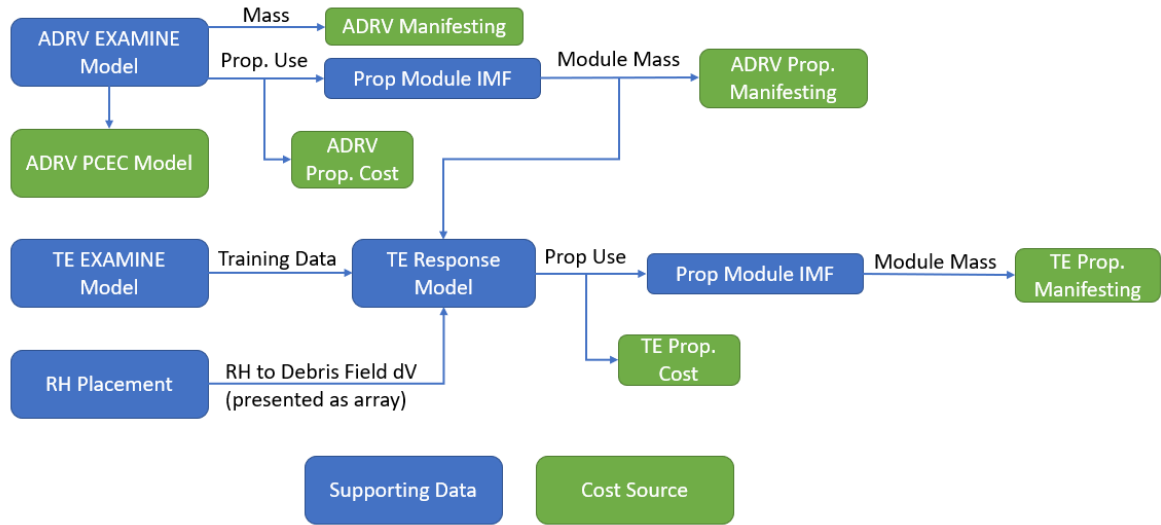 Mass
ADRV Manifesting
ADRV EXAMINE
Model
Prop. Use
Prop Module IMF
Module Mass
ADRV Prop.
Manifesting
ADRV PCEC Model
ADRV
Prop. Cost
TE EXAMINE
Model
Training Data
TE Response
Model
Prop Use
Prop Module IMF
Module Mass
TE Prop.
Manifesting
RH Placement
RH to Debris Field dV
(presented as array)
TE Prop.
Cost
Supporting Data
Cost Source